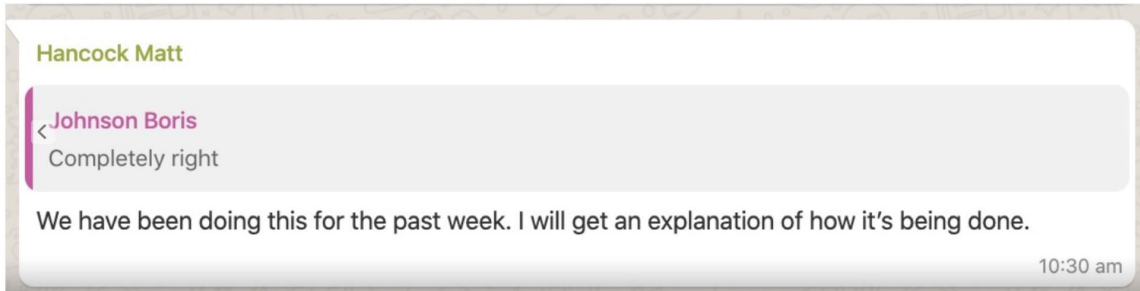 Hancock Matt
Johnson Boris
Completely right
We have been doing this for the past week. I will get an explanation of how it’s being done.
10:30 am